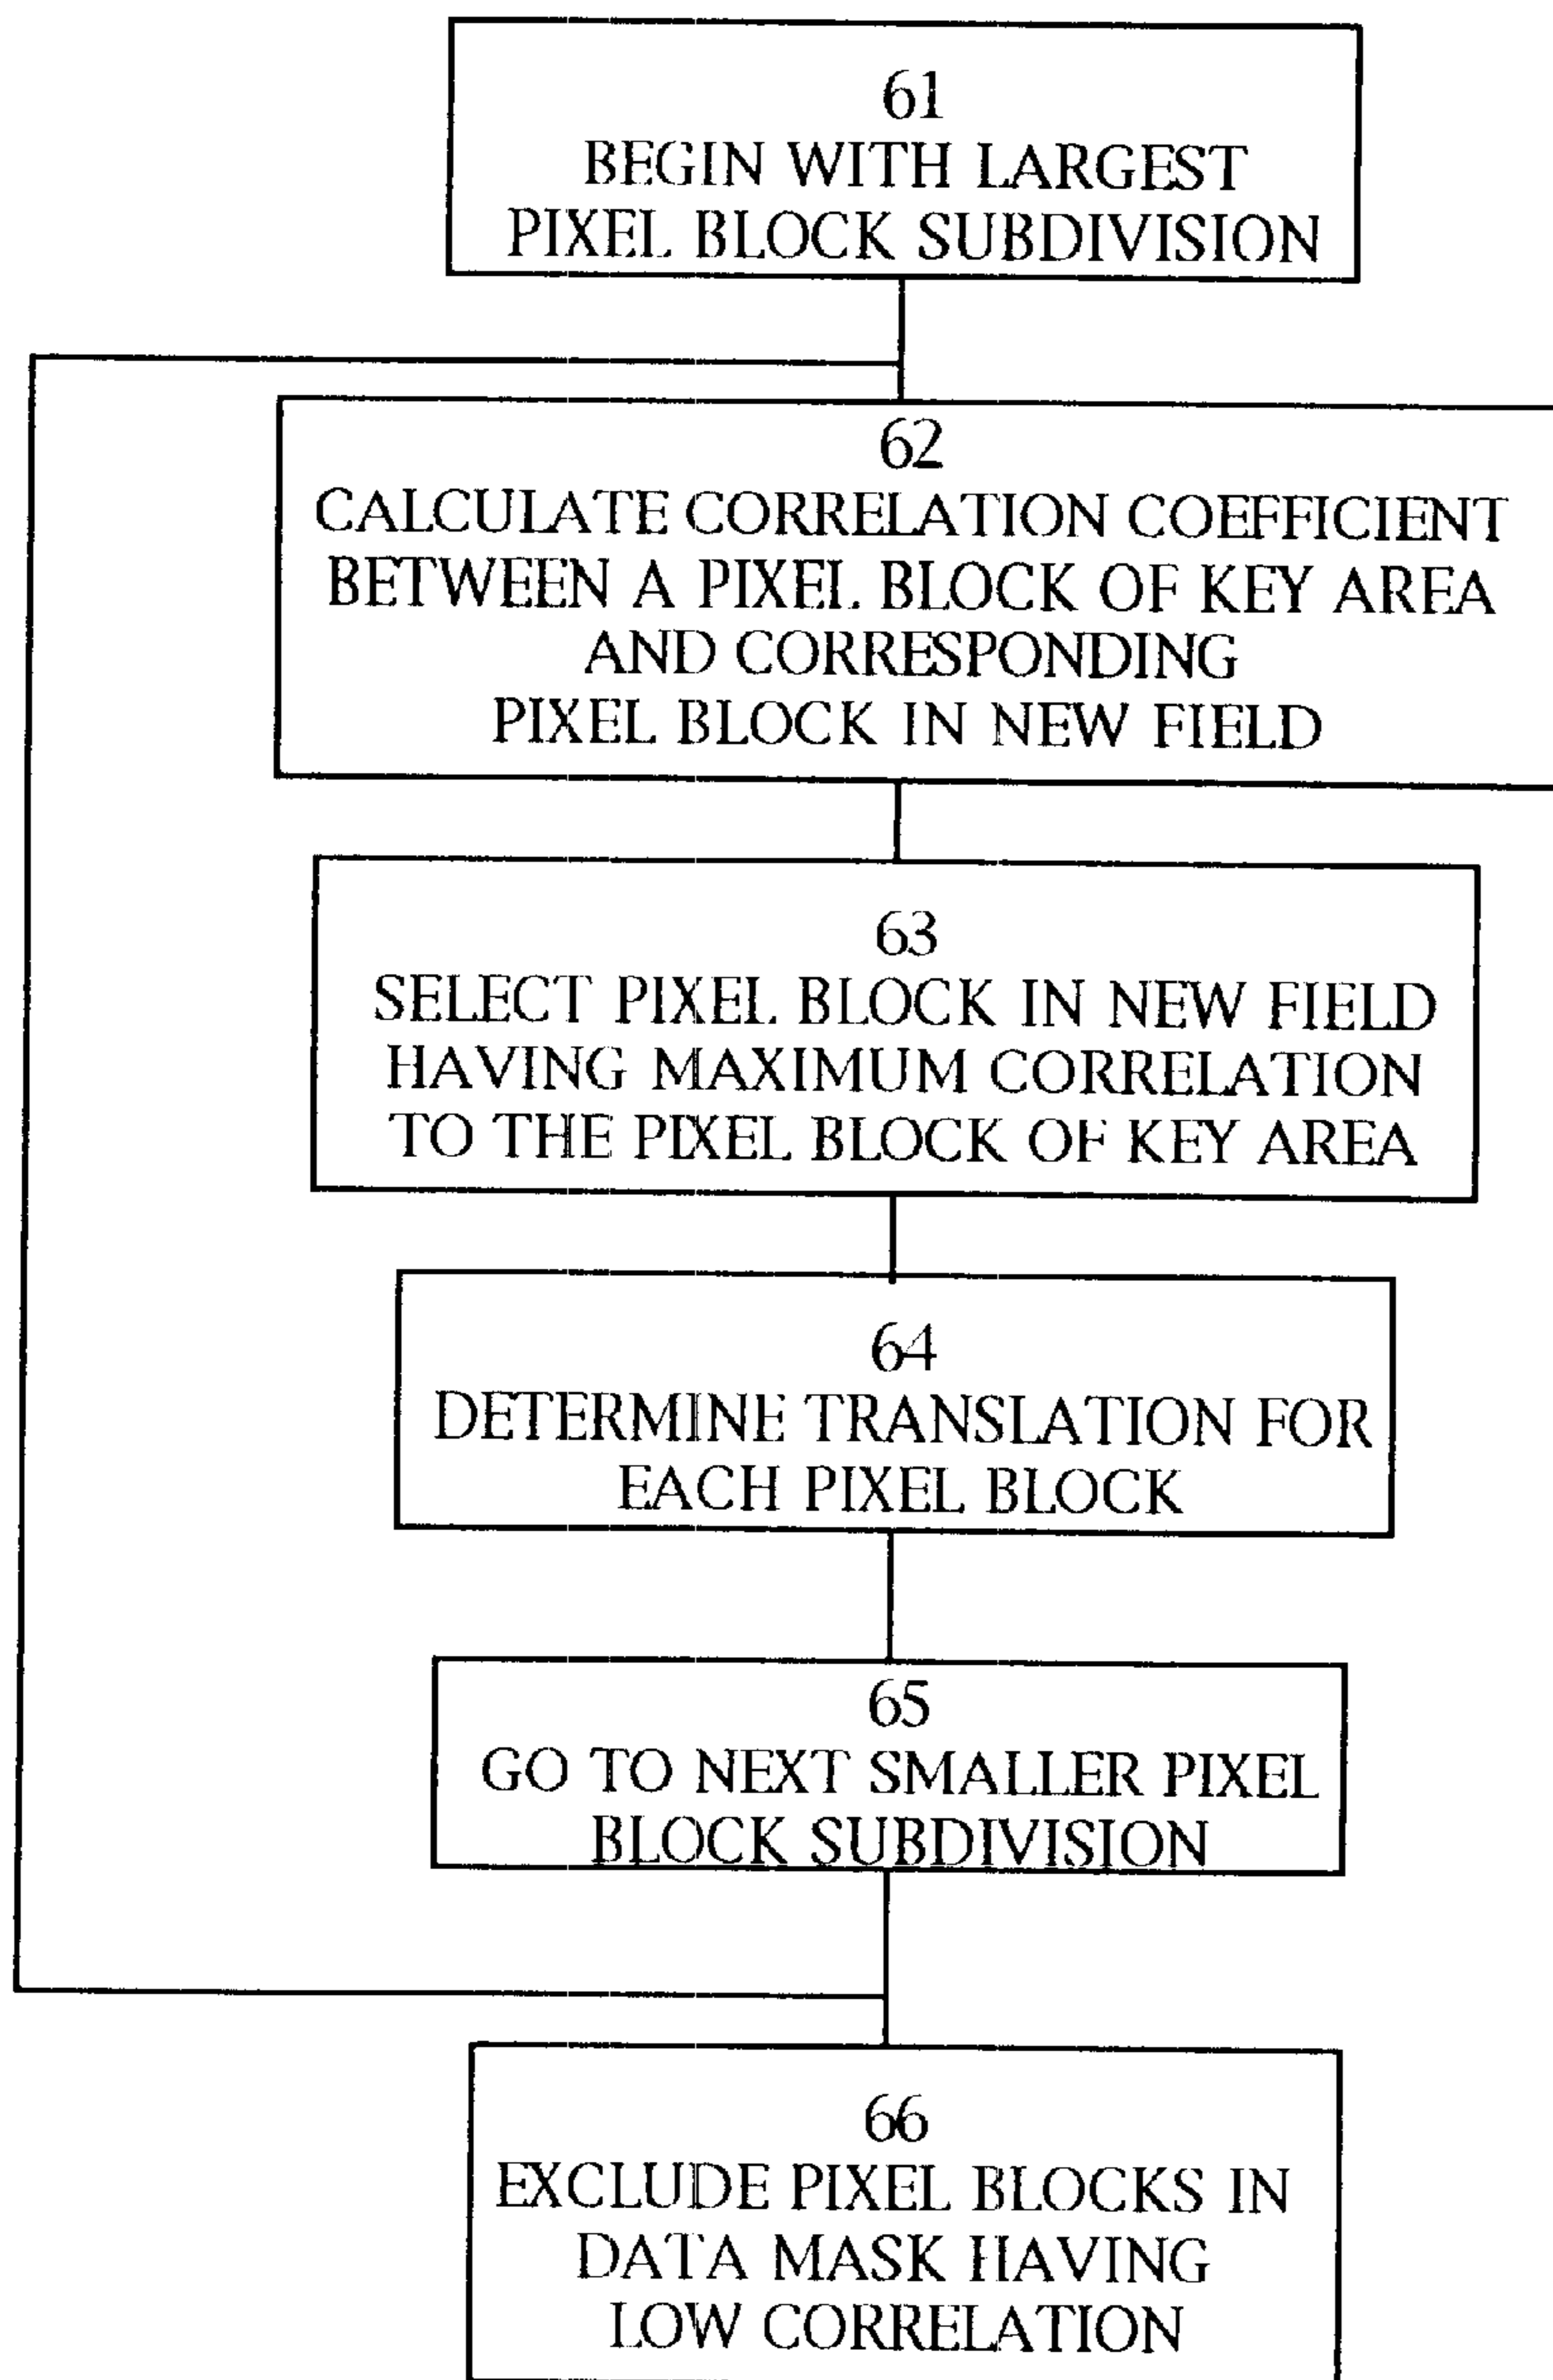 61
BEGIN WITH LARGEST
PIXEL BLOCK SUBDIVISION
62
CALCULATE CORRELATION COEFFICIENT
BETWEEN A PIXEL BLOCK OF KEY AREA
AND CORRESPONDING
PIXEL BLOCK IN NEW FIELD
63
SELECT PIXEL BLOCK IN NEW FIELD
HAVING MAXIMUM CORRELATION
TO THE PIXEL BLOCK OF KEY AREA
64
DETERMINE TRANSLATION FOR
EACH PIXEL BLOCK
65
GO TO NEXT SMALLER PIXEL
BLOCK SUBDIVISION
66
EXCLUDE PIXEL BLOCKS IN
DATA MASK HAVING
LOW CORRELATION